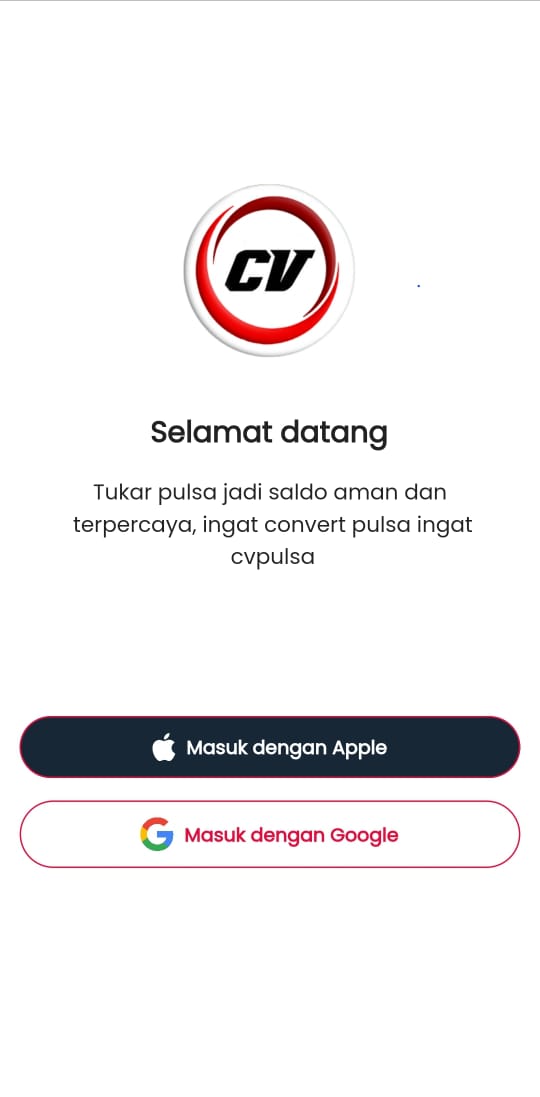 CV
Selamat datang
Tukar pulsa jadi saldo aman dan
terpercaya, ingat convert pulsa ingat
cvpulsa
Masuk dengan Apple
Masuk dengan Google